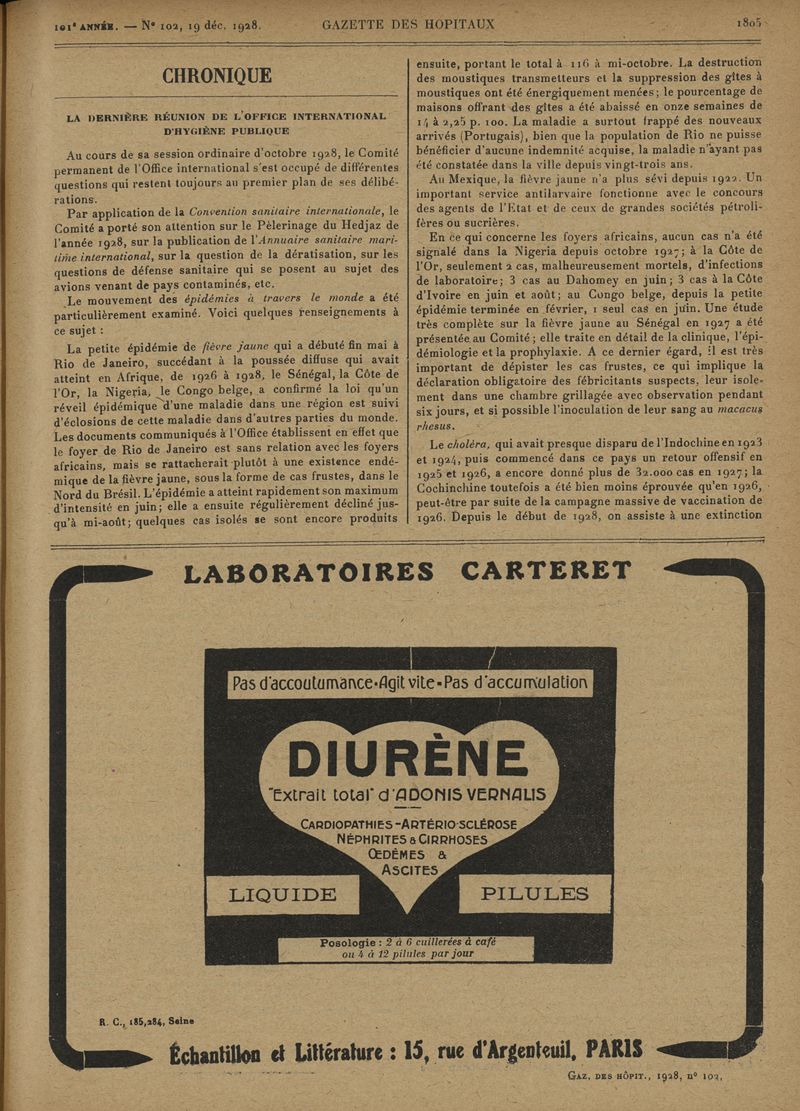 101ᵉ ANNÉE. — Nº 102, 19 déc. 1928. GAZETTE DES HOPITAUX 1805
CHRONIQUE
LA DERNIÈRE RÉUNION DE L'OFFICE INTERNATIONAL
D'HYGIÈNE PUBLIQUE
Au cours de sa session ordinaire d'octobre 1928, le Comité
permanent de l'Office international s'est occupé de différentes
questions qui restent toujours au premier plan de ses délibé-
rations.
Par application de la Convention sanitaire internationale, le
Comité a porté son attention sur le Pèlerinage du Hedjaz de
l'année 1928, sur la publication de l'Annuaire sanitaire mari-
time international, sur la question de la dératisation, sur les
questions de défense sanitaire qui se posent au sujet des
avions venant de pays contaminés, etc.
Le mouvement des épidémies à travers le monde a été
particulièrement examiné. Voici quelques renseignements à
ce sujet :
La petite épidémie de fièvre jaune qui a débuté fin mai à
Rio de Janeiro, succédant à la poussée diffuse qui avait
atteint en Afrique, de 1926 à 1928, le Sénégal, la Côte de
l'Or, la Nigeria, le Congo belge, a confirmé la loi qu'un
réveil épidémique d'une maladie dans une région est suivi
d'éclosions de cette maladie dans d'autres parties du monde.
Les documents communiqués à l'Office établissent en effet que
le foyer de Rio de Janeiro est sans relation avec les foyers
africains, mais se rattacherait plutôt à une existence endé-
mique de la fièvre jaune, sous la forme de cas frustes, dans le
Nord du Brésil. L'épidémie a atteint rapidement son maximum
d'intensité en juin; elle a ensuite régulièrement décliné jus-
qu'à mi-août; quelques cas isolés se sont encore produits
ensuite, portant le total à 116 à mi-octobre. La destruction
des moustiques transmetteurs et la suppression des gîtes à
moustiques ont été énergiquement menées; le pourcentage de
maisons offrant des gîtes a été abaissé en onze semaines de
14 à 2,25 p. 100. La maladie a surtout frappé des nouveaux
arrivés (Portugais), bien que la population de Rio ne puisse
bénéficier d'aucune indemnité acquise, la maladie n'ayant pas
été constatée dans la ville depuis vingt-trois ans.
Au Mexique, la fièvre jaune n'a plus sévi depuis 1922. Un
important service antilarvaire fonctionne avec le concours
des agents de l'Etat et de ceux de grandes sociétés pétroli-
fères ou sucrières.
En ce qui concerne les foyers africains, aucun cas n'a été
signalé dans la Nigeria depuis octobre 1927; à la Côte de
l'Or, seulement 2 cas, malheureusement mortels, d'infections
de laboratoire; 3 cas au Dahomey en juin; 3 cas à la Côte
d'Ivoire en juin et août; au Congo belge, depuis la petite
épidémie terminée en février, 1 seul cas en juin. Une étude
très complète sur la fièvre jaune au Sénégal en 1927 a été
présentée au Comité; elle traite en détail de la clinique, l'épi-
démiologie et la prophylaxie. A ce dernier égard, il est très
important de dépister les cas frustes, ce qui implique la
déclaration obligatoire des fébricitants suspects, leur isole-
ment dans une chambre grillagée avec observation pendant
six jours, et si possible l'inoculation de leur sang au macacus
rhesus.
Le choléra, qui avait presque disparu de l'Indochine en 1923
et 1924, puis commencé dans ce pays un retour offensif en
1925 et 1926, a encore donné plus de 32.000 cas en 1927; la
Cochinchine toutefois a été bien moins éprouvée qu'en 1926,
peut-être par suite de la campagne massive de vaccination de
1926. Depuis le début de 1928, on assiste à une extinction
LABORATOIRES CARTERET
Pas d'accoutumance-Agit vite-Pas d'accumulation
DIURÈNE
"Extrait total" d'ADONIS VERNALIS
CARDIOPATHIES-ARTÉRIO-SCLÉROSE
NÉPHRITES & CIRRHOSES
ŒDÈMES &
ASCITES
LIQUIDE PILULES
Posologie : 2 à 6 cuillerées à café
ou 4 à 12 pilules par jour
R. C., 185,284, Seine
Échantillon et Littérature : 15, rue d'Argenteuil, PARIS
GAZ. DES HÔPIT., 1928, nº 102.